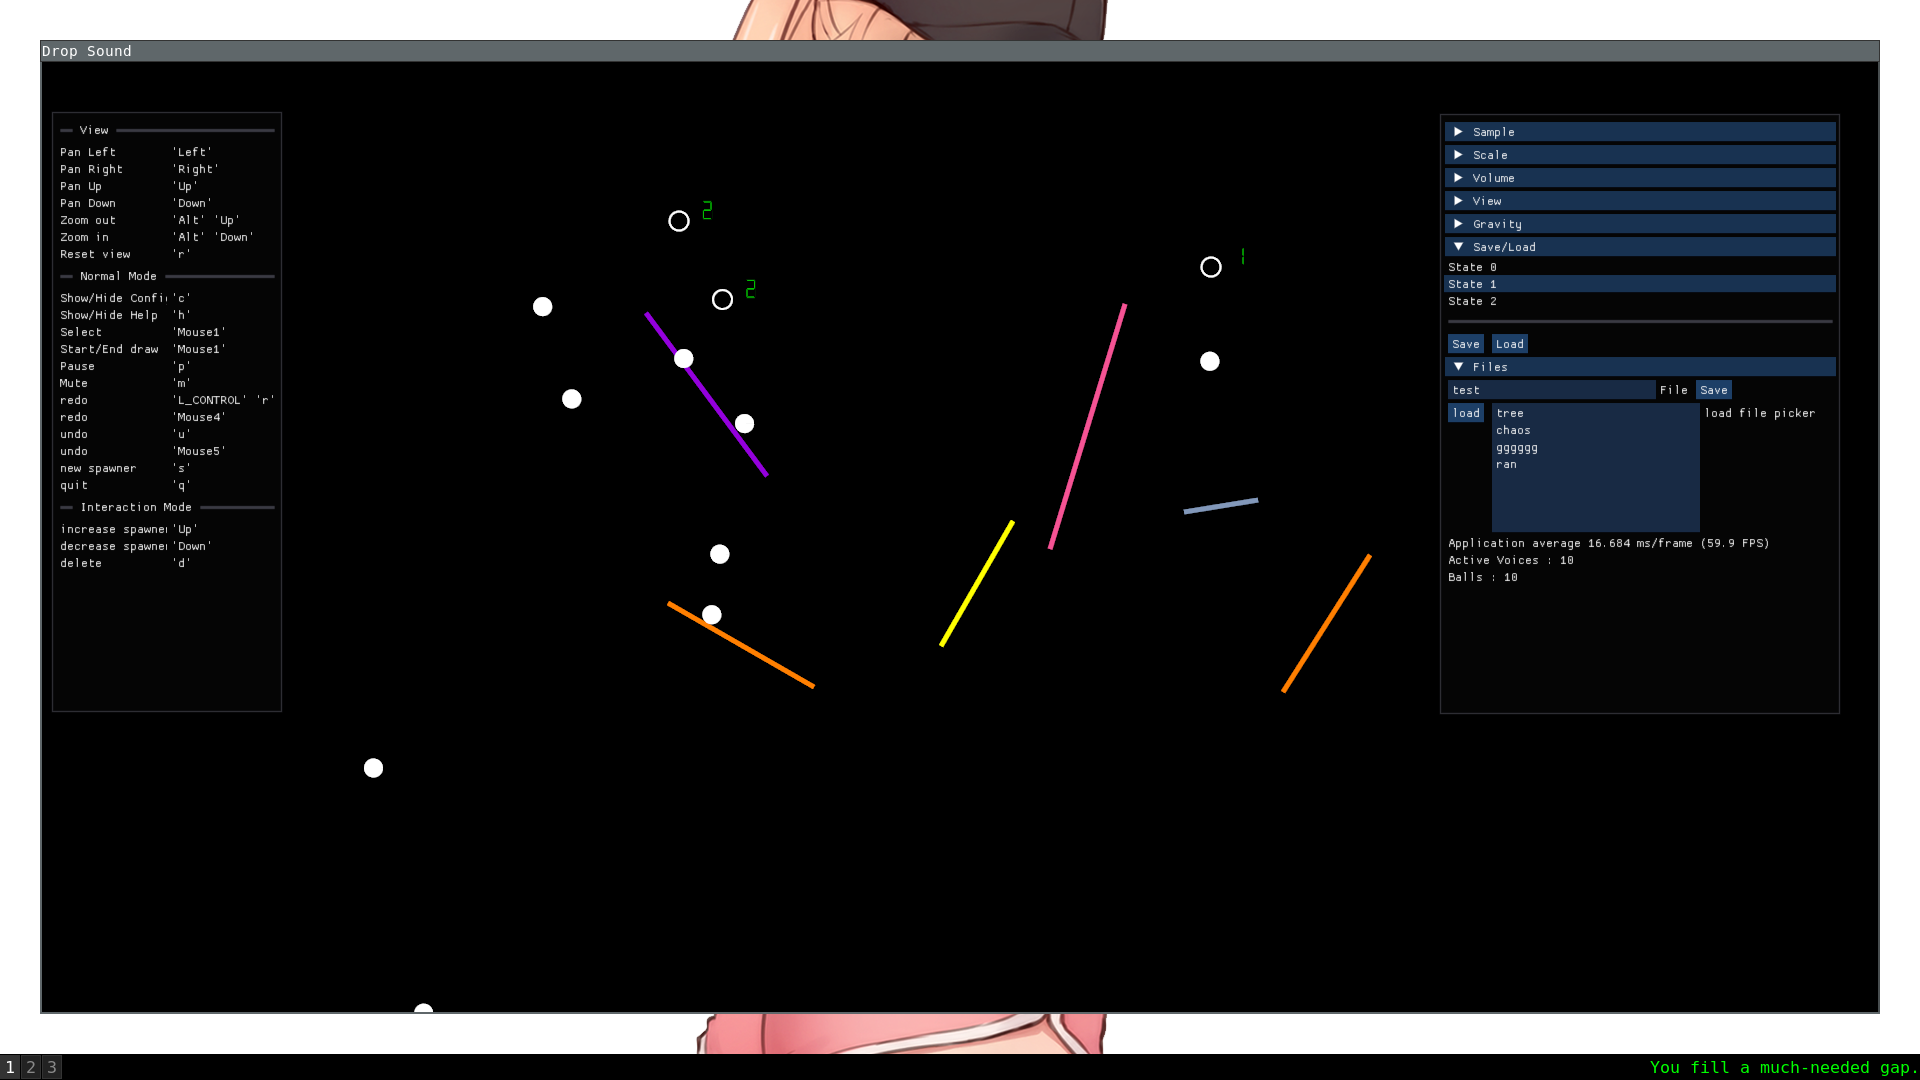 Drop Sound
View
Pan Left 'Left'
Pan Right 'Right'
Pan Up 'Up'
Pan Down 'Down'
Zoom out 'Alt' 'Up'
Zoom in 'Alt' 'Down'
Reset view 'r'
Normal Mode
Show/Hide Confi 'c'
Show/Hide Help 'h'
Select 'Mouse1'
Start/End draw 'Mouse1'
Pause 'p'
Mute 'm'
redo 'L_CONTROL' 'r'
redo 'Mouse4'
undo 'u'
undo 'Mouse5'
new spawner 's'
quit 'q'
Interaction Mode
increase spawner 'Up'
decrease spawner 'Down'
delete 'd'
2
2
1
Sample
Scale
Volume
View
Gravity
Save/Load
State 0
State 1
State 2
Save Load
Files
test File Save
load tree load file picker
chaos
gggggg
ran
Application average 16.684 ms/frame (59.9 FPS)
Active Voices : 10
Balls : 10
1 2 3 You fill a much-needed gap.